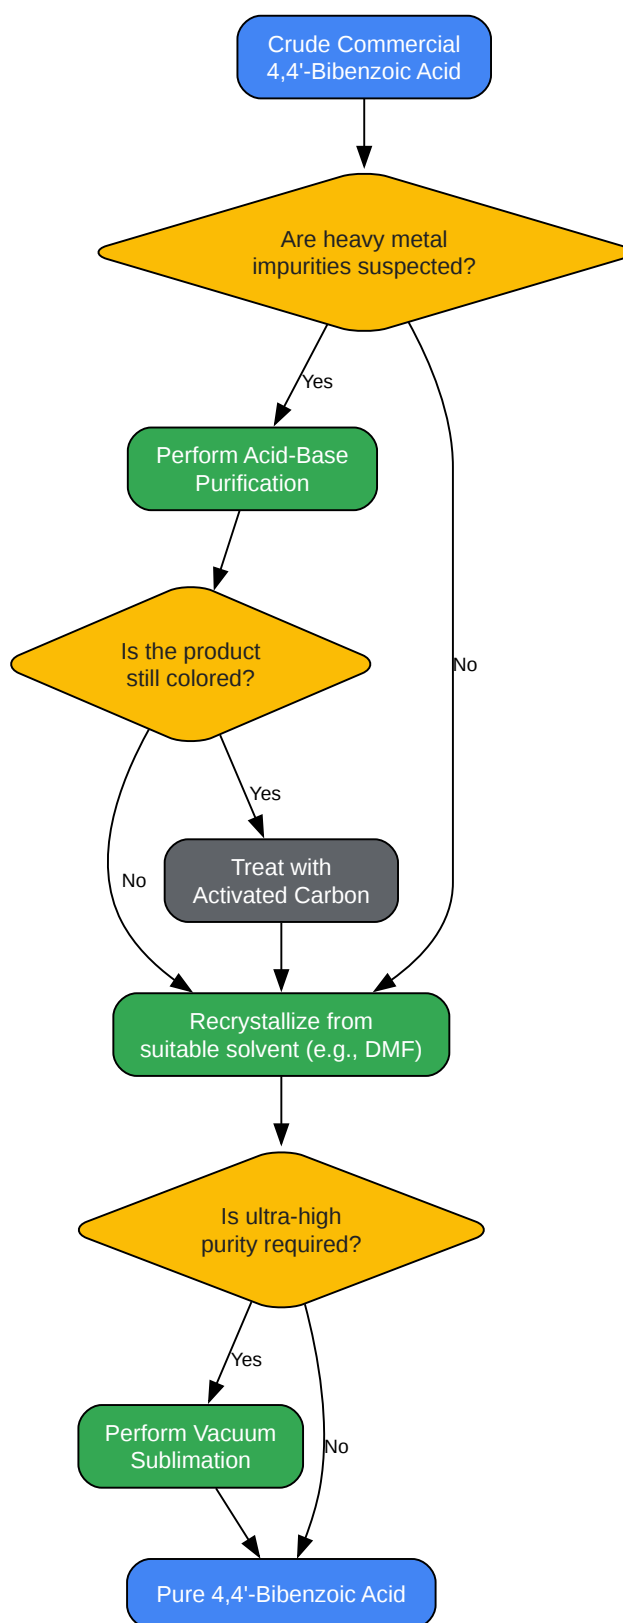 Crude Commercial
4,4'-Bibenzoic Acid
Are heavy metal
impurities suspected?
Yes
Perform Acid-Base
Purification
Is the product
still colored?
No
Yes
Treat with
Activated Carbon
No
Recrystallize from
suitable solvent (e.g., DMF)
Is ultra-high
purity required?
Yes
Perform Vacuum
Sublimation
No
Pure 4,4'-Bibenzoic Acid